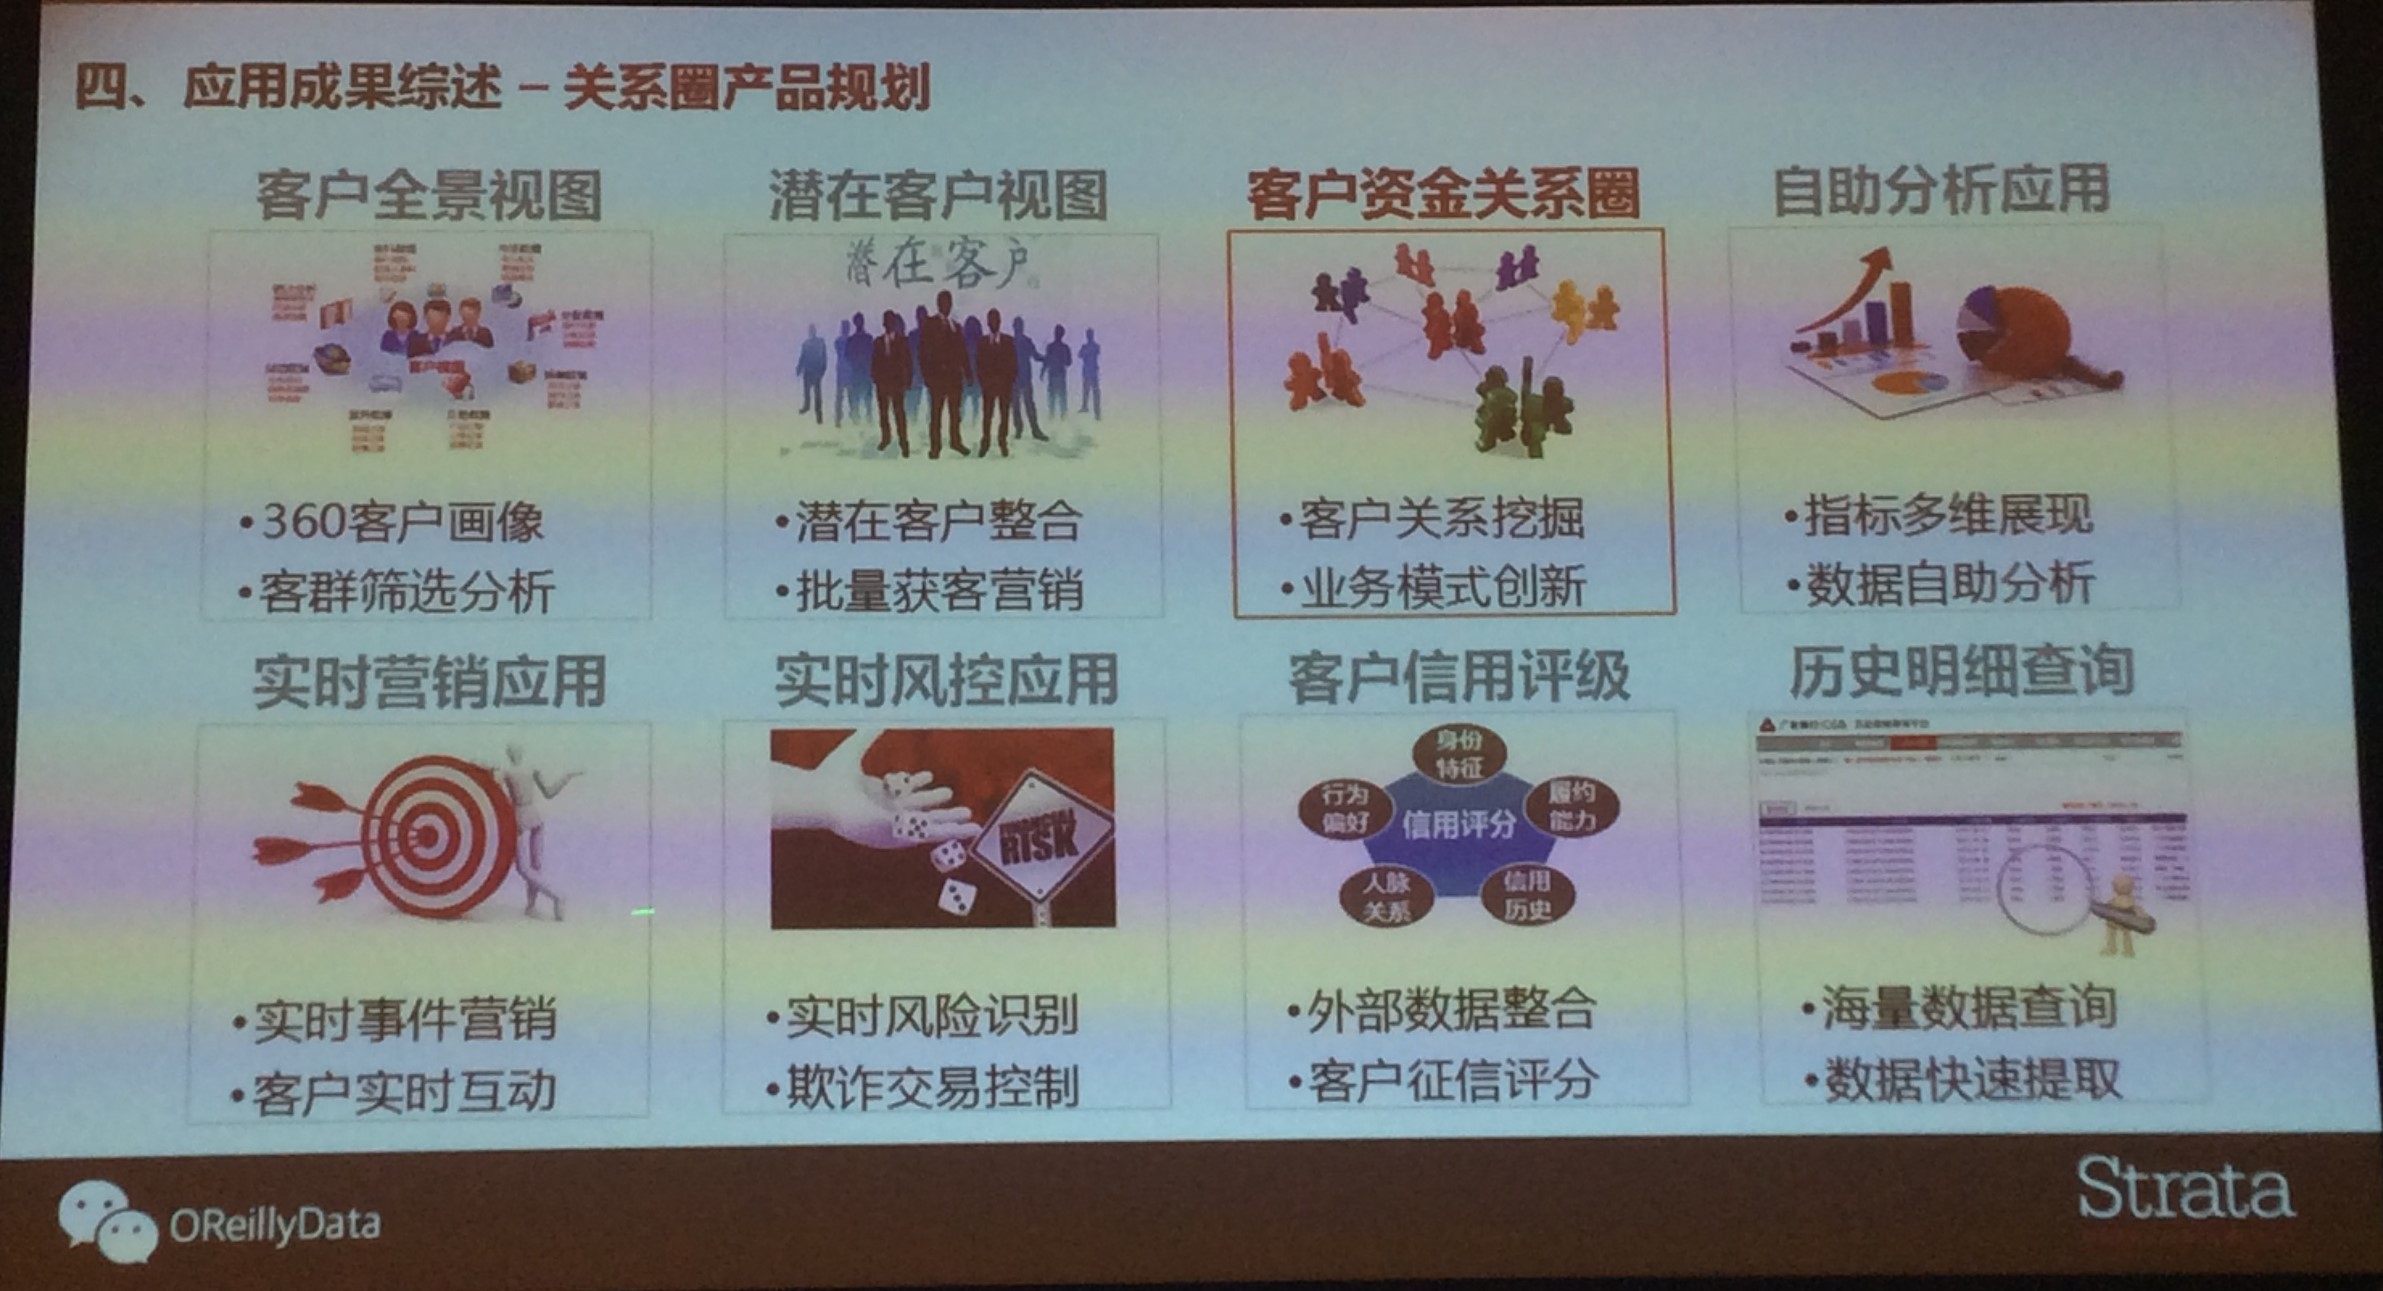 四、应用成果综述 – 关系圈产品规划
客户全景视图
潜在客户视图
客户资金关系圈
自助分析应用
潜在客户
•360客户画像
•客群筛选分析
•潜在客户整合
•批量获客营销
•客户关系挖掘
•业务模式创新
•指标多维展现
•数据自助分析
实时营销应用
实时风控应用
客户信用评级
历史明细查询
RISK
身份
特征
行为
偏好
信用评分
履约
能力
人脉
关系
信用
历史
•实时事件营销
•客户实时互动
•实时风险识别
•欺诈交易控制
•外部数据整合
•客户征信评分
•海量数据查询
•数据快速提取
OReillyData
Strata